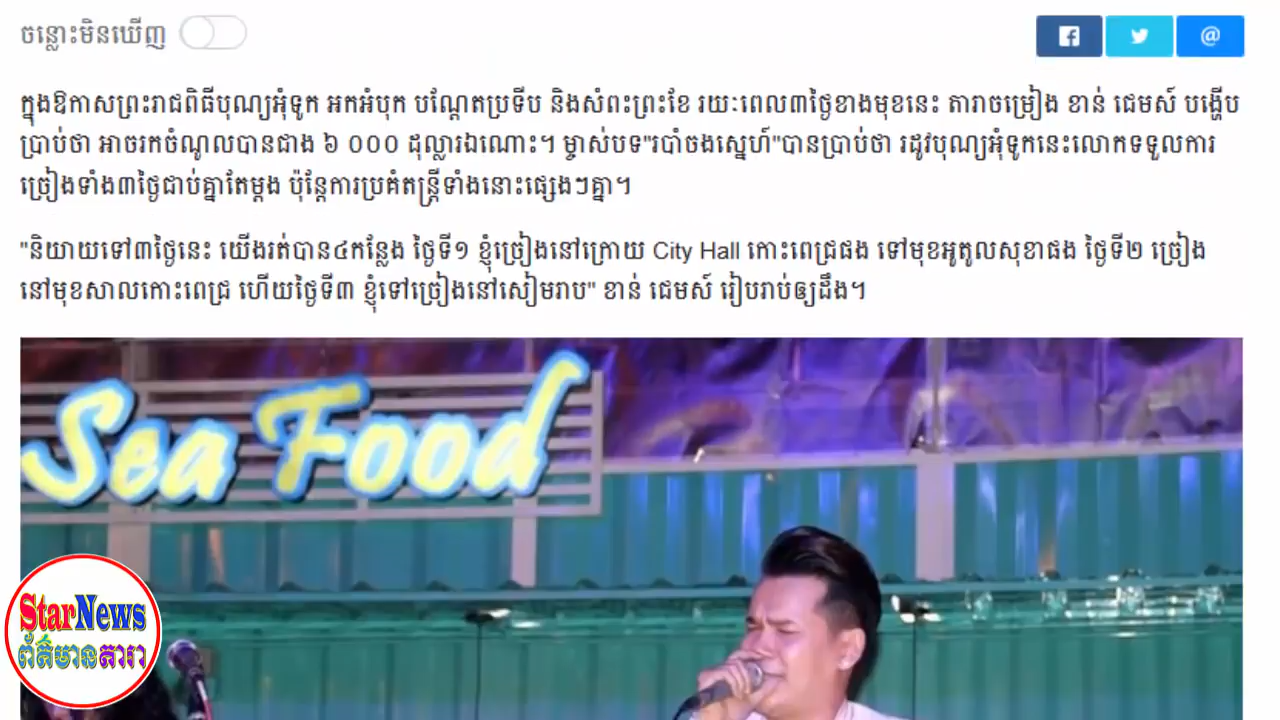 ចន្លោះមិនឃើញ
ក្នុងឱកាសព្រះរាជពិធីបុណ្យអុំទូក អកអំបុក បណ្តែតប្រទីប និងសំពះព្រះខែ រយៈពេល៣ថ្ងៃខាងមុខនេះ តារាចម្រៀង ខាន់ ជេមស៍ បង្ហើប
ប្រាប់ថា អាចរកចំណូលបានជាង ៦ ០០០ ដុល្លារឯណោះ។ ម្ចាស់បទ"របាំចងស្នេហ៍"បានប្រាប់ថា រដូវបុណ្យអុំទូកនេះលោកទទួលការ
ច្រៀងទាំង៣ថ្ងៃជាប់គ្នាតែម្តង ប៉ុន្តែការប្រគំតន្ត្រីទាំងនោះផ្សេងៗគ្នា។
"និយាយទៅ៣ថ្ងៃនេះ យើងរត់បាន៤កន្លែង ថ្ងៃទី១ ខ្ញុំច្រៀងនៅក្រោយ City Hall កោះពេជ្រផង ទៅមុខអូតូលសុខាផង ថ្ងៃទី២ ច្រៀង
នៅមុខសាលកោះពេជ្រ ហើយថ្ងៃទី៣ ខ្ញុំទៅច្រៀងនៅសៀមរាប" ខាន់ ជេមស៍ រៀបរាប់ឲ្យដឹង។
Sea Food
StarNews
ព័ត៌មានតារា